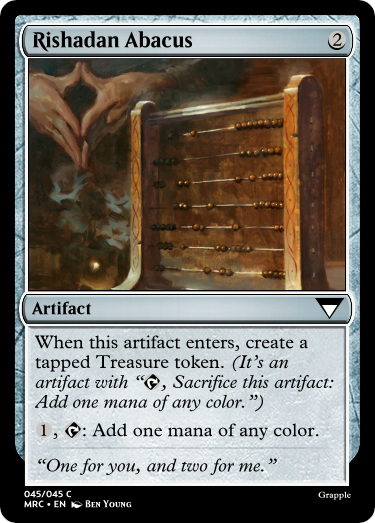 Rishadan Abacus 2
Artifact
When this artifact enters, create a
tapped Treasure token. (It's an
artifact with “, Sacrifice this artifact:
Add one mana of any color.”)
1, : Add one mana of any color.
“One for you, and two for me.”
045/045 C
MRC • EN Ben Young
Grapple